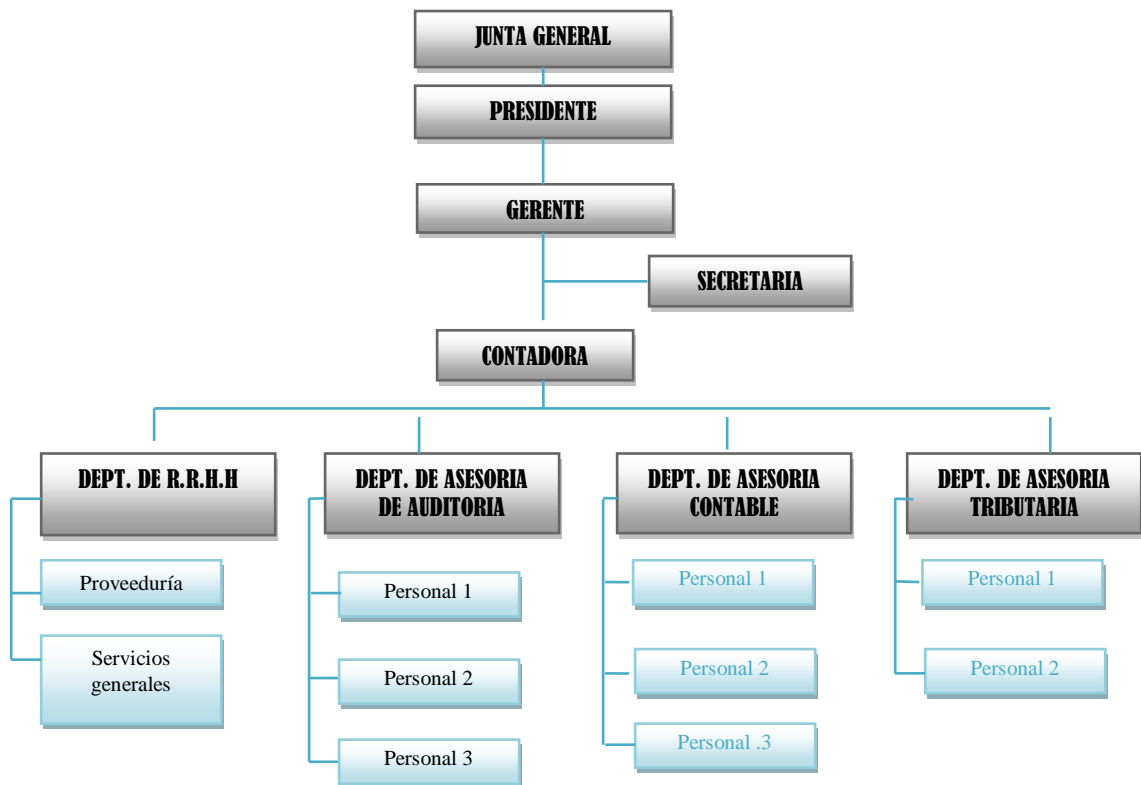 JUNTA GENERAL
PRESIDENTE
GERENTE
SECRETARIA
CONTADORA
DEPT. DE R.R.H.H
Proveeduría
Servicios
generales
DEPT. DE ASESORIA
DE AUDITORIA
Personal 1
Personal 2
Personal 3
DEPT. DE ASESORIA
CONTABLE
Personal 1
Personal 2
Personal .3
DEPT. DE ASESORIA
TRIBUTARIA
Personal 1
Personal 2